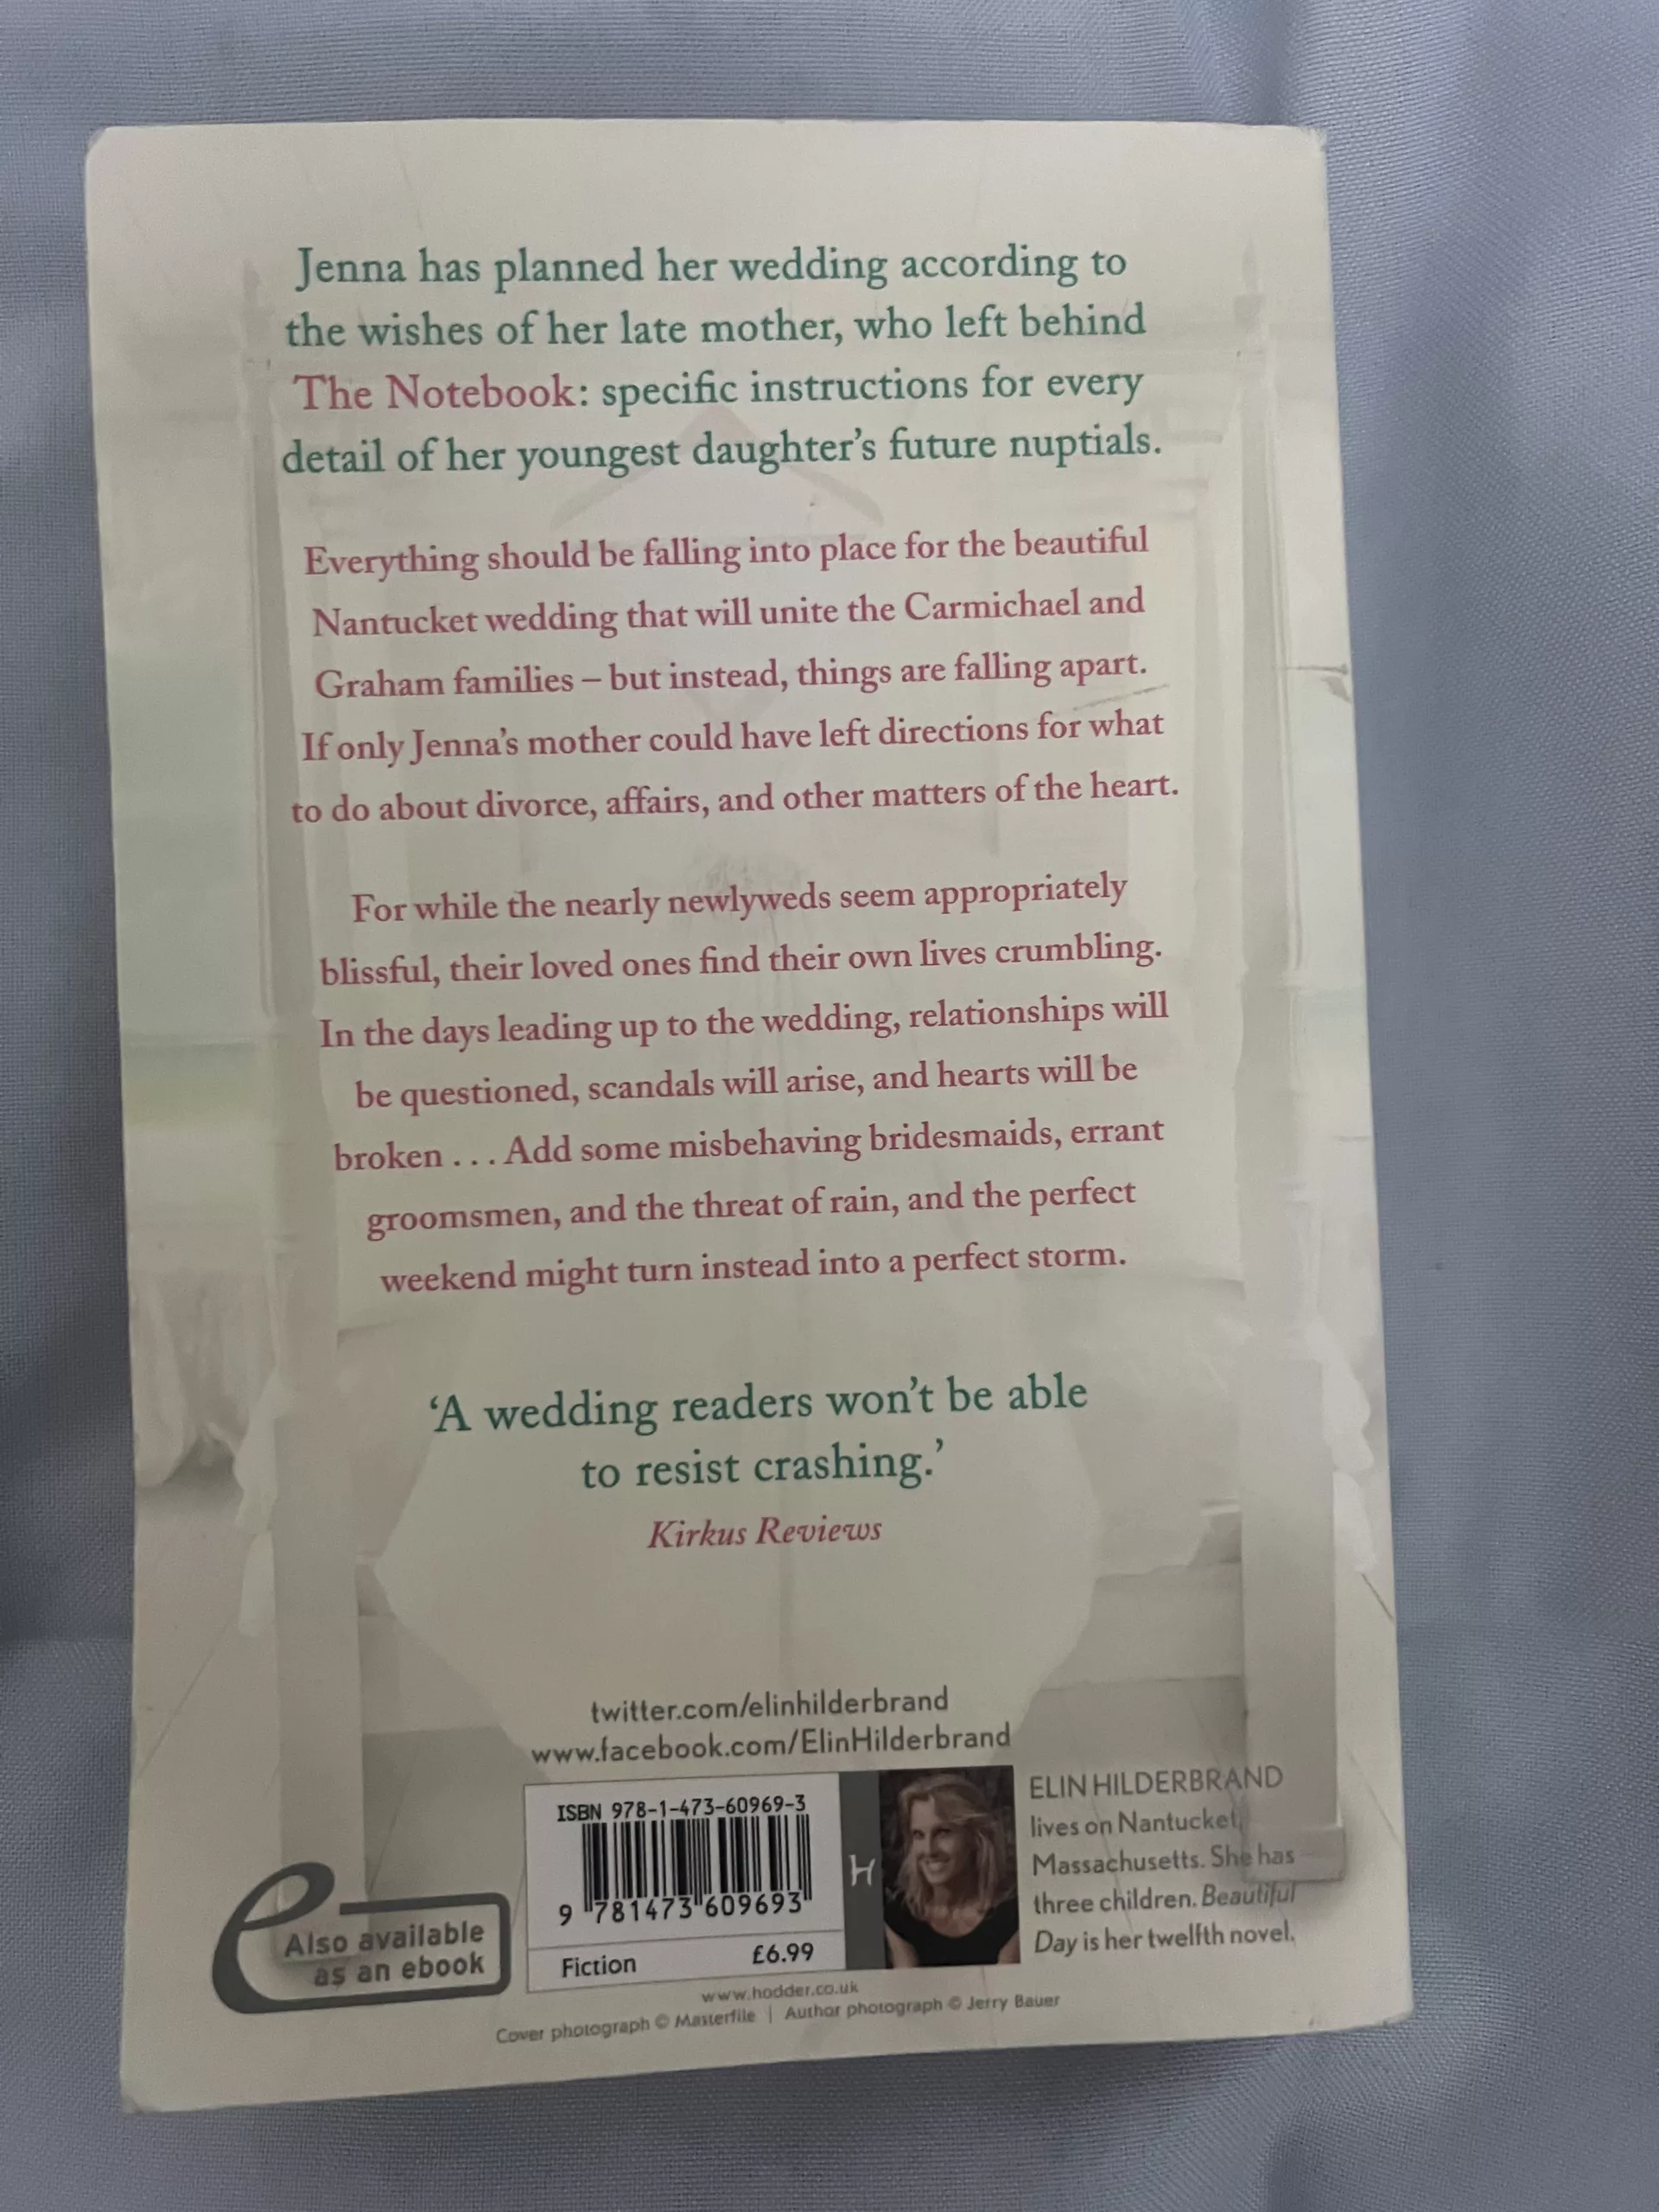 Jenna has planned her wedding according to
the wishes of her late mother, who left behind
The Notebook: specific instructions for every
detail of her youngest daughter’s future nuptials.
Everything should be falling into place for the beautiful
Nantucket wedding that will unite the Carmichael and
Graham families – but instead, things are falling apart.
If only Jenna’s mother could have left directions for what
to do about divorce, affairs, and other matters of the heart.
For while the nearly newlyweds seem appropriately
blissful, their loved ones find their own lives crumbling.
In the days leading up to the wedding, relationships will
be questioned, scandals will arise, and hearts will be
broken . . . Add some misbehaving bridesmaids, errant
groomsmen, and the threat of rain, and the perfect
weekend might turn instead into a perfect storm.
‘A wedding readers won’t be able
to resist crashing.’
Kirkus Reviews
twitter.com/elinhilderbrand
www.facebook.com/ElinHilderbrand
e
Also available
as an ebook
ISBN 978-1-473-60969-3
9 781473 609693
Fiction £6.99
H
ELIN HILDERBRAND
lives on Nantucket,
Massachusetts. She has
three children. Beautiful
Day is her twelfth novel.
www.hodder.co.uk
Cover photograph © Masterfile | Author photograph © Jerry Bauer